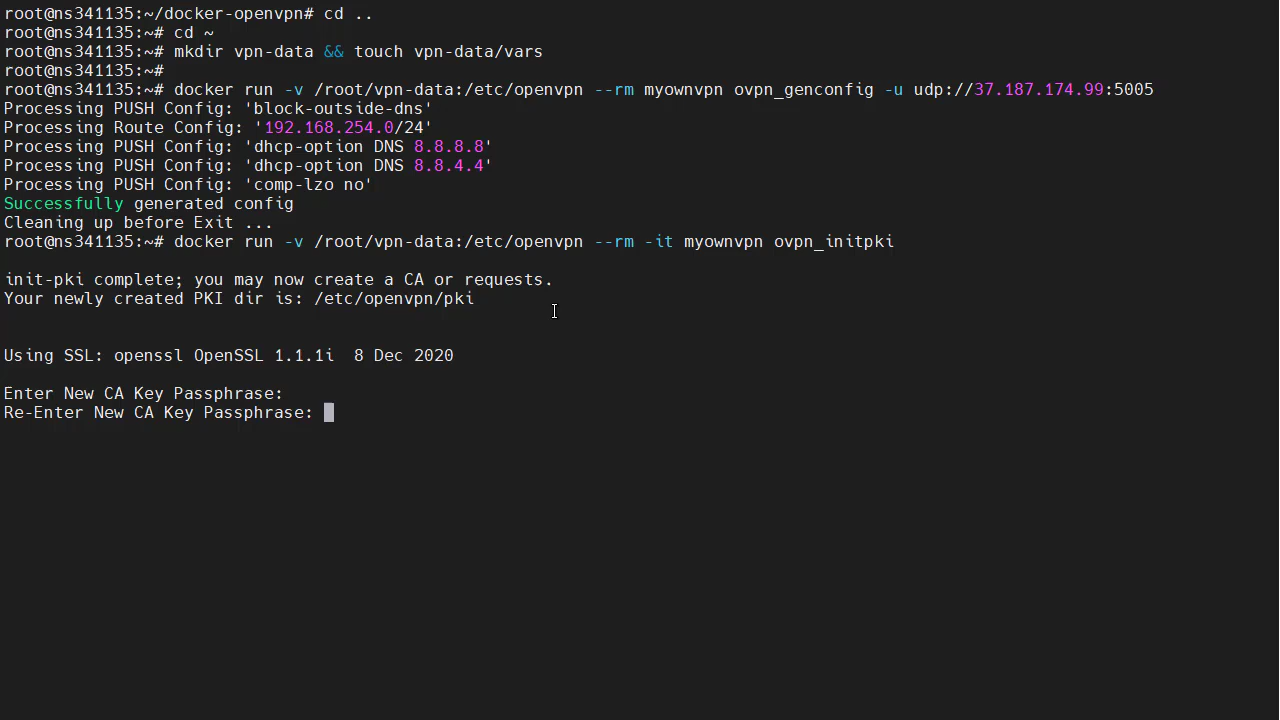 root@ns341135:~/docker-openvpn# cd ..
root@ns341135:~# cd ~
root@ns341135:~# mkdir vpn-data && touch vpn-data/vars
root@ns341135:~#
root@ns341135:~# docker run -v /root/vpn-data:/etc/openvpn --rm myownvpn ovpn_genconfig -u udp://37.187.174.99:5005
Processing PUSH Config: 'block-outside-dns'
Processing Route Config: '192.168.254.0/24'
Processing PUSH Config: 'dhcp-option DNS 8.8.8.8'
Processing PUSH Config: 'dhcp-option DNS 8.8.4.4'
Processing PUSH Config: 'comp-lzo no'
Successfully generated config
Cleaning up before Exit ...
root@ns341135:~# docker run -v /root/vpn-data:/etc/openvpn --rm -it myownvpn ovpn_initpki
init-pki complete; you may now create a CA or requests.
Your newly created PKI dir is: /etc/openvpn/pki
Using SSL: openssl OpenSSL 1.1.1i  8 Dec 2020
Enter New CA Key Passphrase:
Re-Enter New CA Key Passphrase: